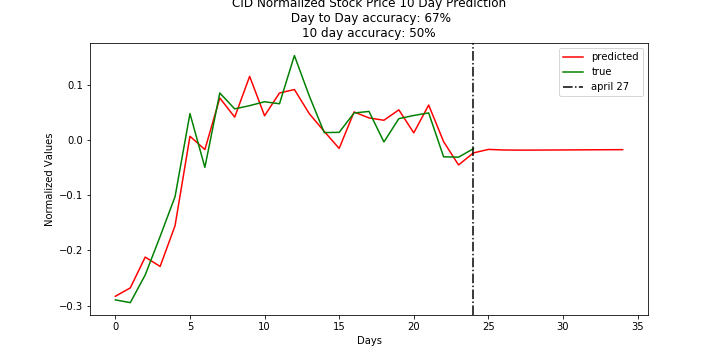 CID Normalized Stock Price 10 Day Prediction
Day to Day accuracy: 67%
10 day accuracy: 50%
predicted
true
april 27
Normalized Values
0.1
0.0
−0.1
−0.2
−0.3
0 5 10 15 20 25 30 35
Days